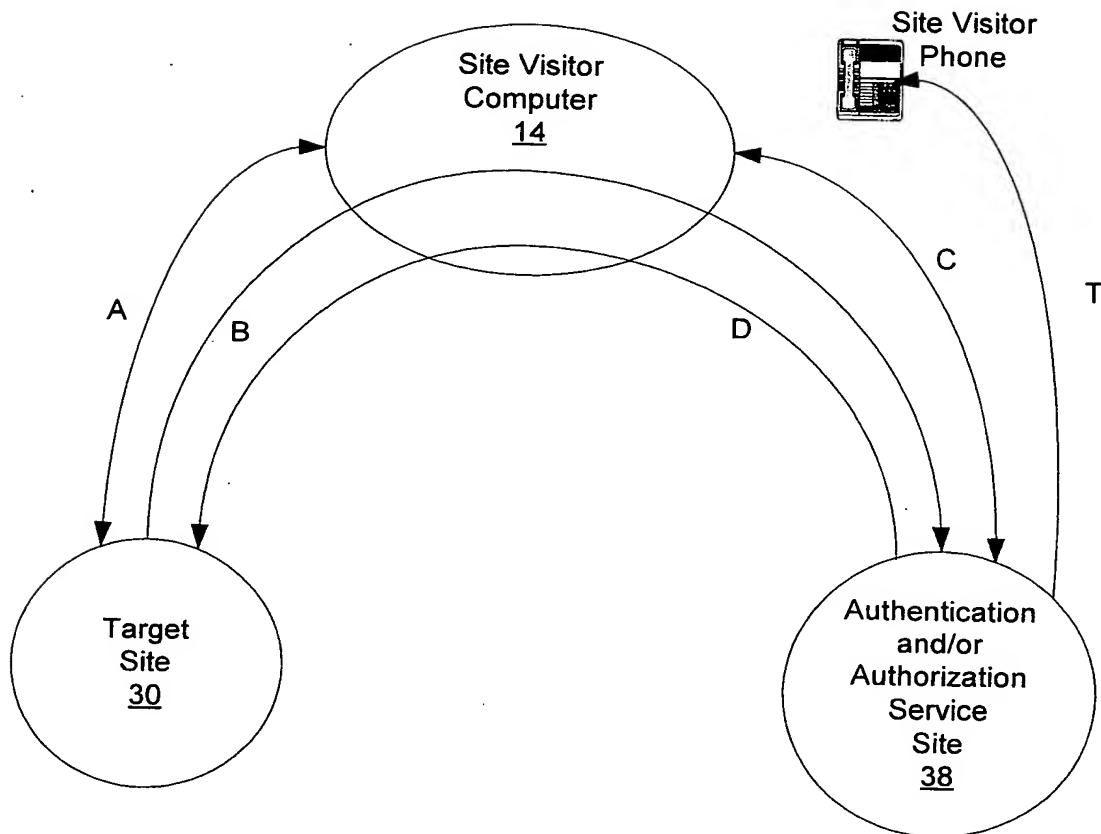 Site Visitor
Phone
Site Visitor
Computer
14
A
B
C
D
T
Target
Site
30
Authentication
and/or
Authorization
Service
Site
38